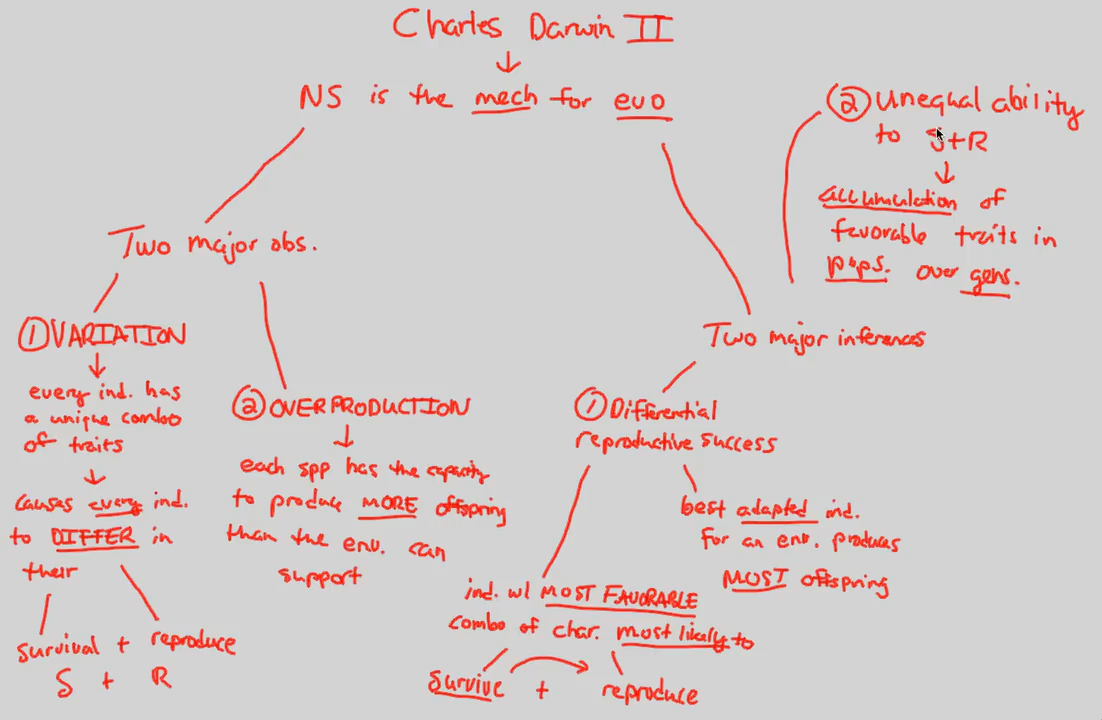 Charles Darwin II
↓
NS is the mech for evo
Two major obs.
① VARIATION
↓
every ind. has
a unique combo
of traits
↓
causes every ind.
to DIFFER in
their
survival + reproduce
S + R
② OVERPRODUCTION
↓
each spp has the capacity
to produce MORE offspring
than the env. can
support
Two major inferences
① Differential
reproductive success
ind. w/ MOST FAVORABLE
combo of char. most likely to
survive + reproduce
best adapted ind.
for an env. produces
MOST offspring
② Unequal ability
to S+R
↓
accumulation of
favorable traits in
pops. over gens.